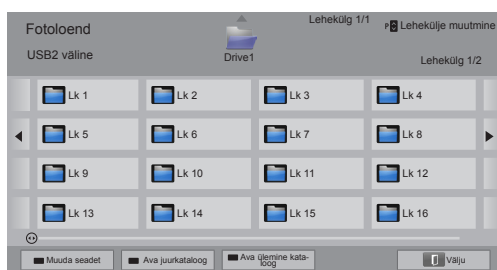 Fotoloend
Lehekülg 1/1
P Lehekülje muutmine
USB2 väline
Drive1
Lehekülg 1/2
Lk 1
Lk 2
Lk 3
Lk 4
Lk 5
Lk 6
Lk 7
Lk 8
Lk 9
Lk 10
Lk 11
Lk 12
Lk 13
Lk 14
Lk 15
Lk 16
Muuda seadet
Ava juurkataloog
Ava ülemine kata-
loog
Välju